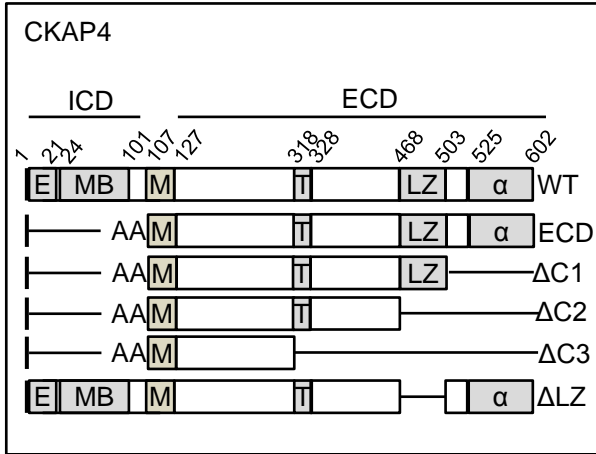 CKAP4
ICD ECD
1 21 24 101 107 127 318 328 468 503 525 602
E MB M T LZ α WT
AA M T LZ α ECD
AA M T LZ ΔC1
AA M T ΔC2
AA M ΔC3
E MB M T α ΔLZ